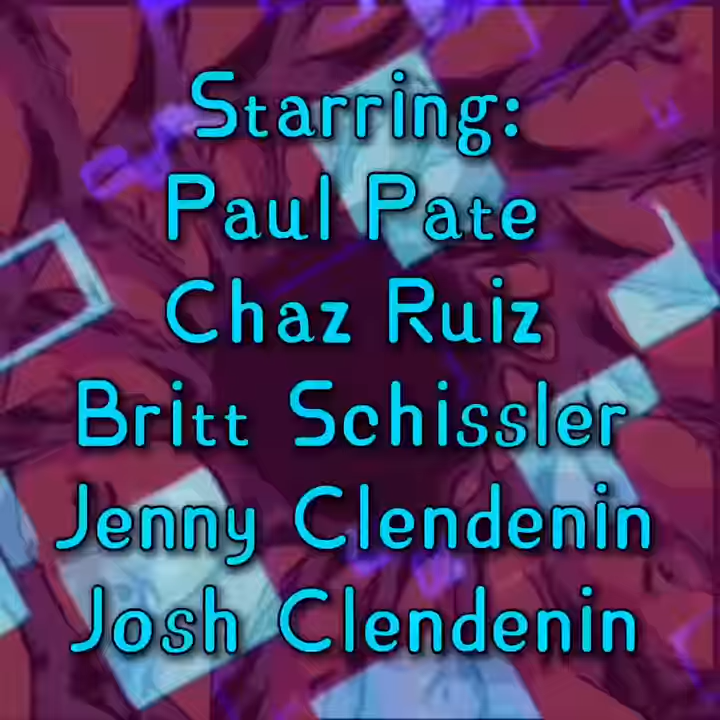 Starring:
Paul Pate
Chaz Ruiz
Britt Schissler
Jenny Clendenin
Josh Clendenin